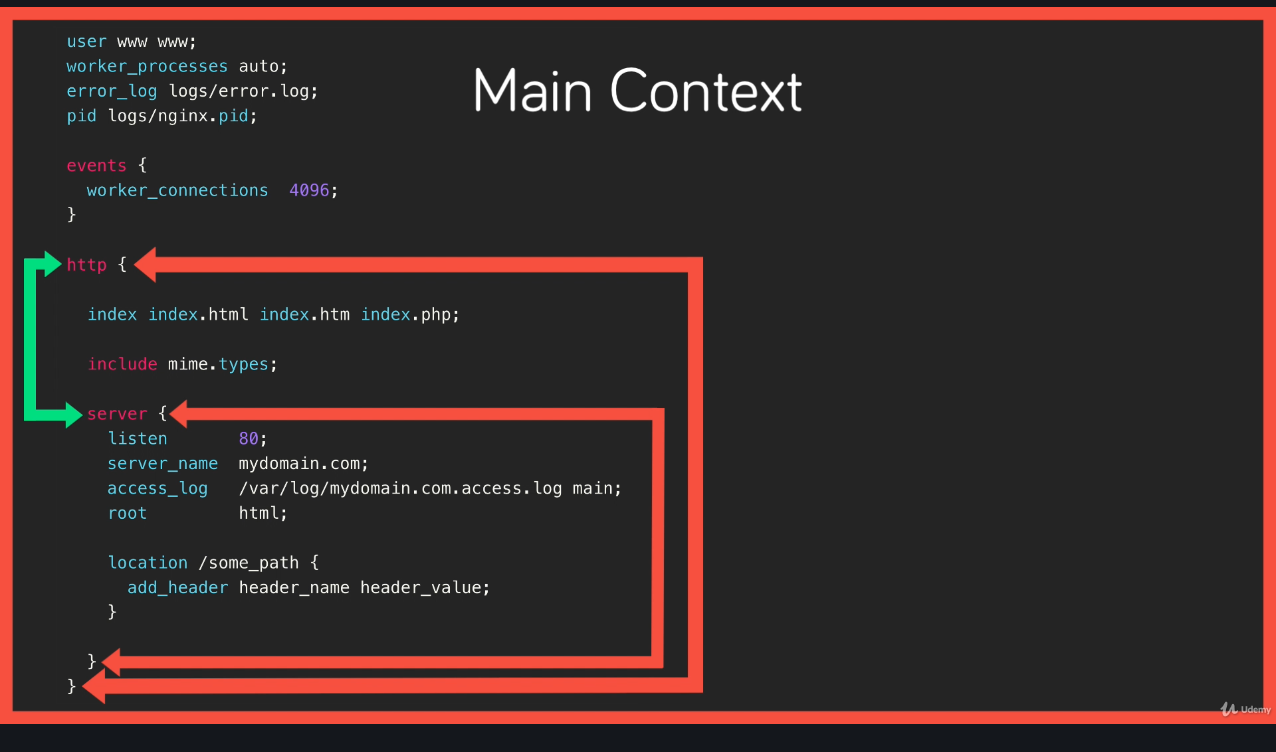 user www www;
worker_processes auto;
error_log logs/error.log;
pid logs/nginx.pid;
Main Context
events {
worker_connections 4096;
}
http {
index index.html index.htm index.php;
include mime.types;
server {
listen 80;
server_name mydomain.com;
access_log /var/log/mydomain.com.access.log main;
root html;
location /some_path {
add_header header_name header_value;
}
}
}
Udemy